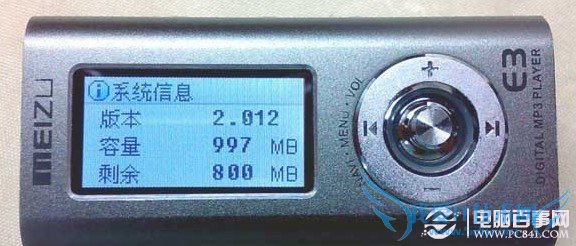 MEIZU
系统信息
版本 2.012
容量 997 MB
剩余 800 MB
NAVI · MENU · VOL
E3
DIGITAL MP3 PLAYER
电脑百事网
WWW.PC841.COM